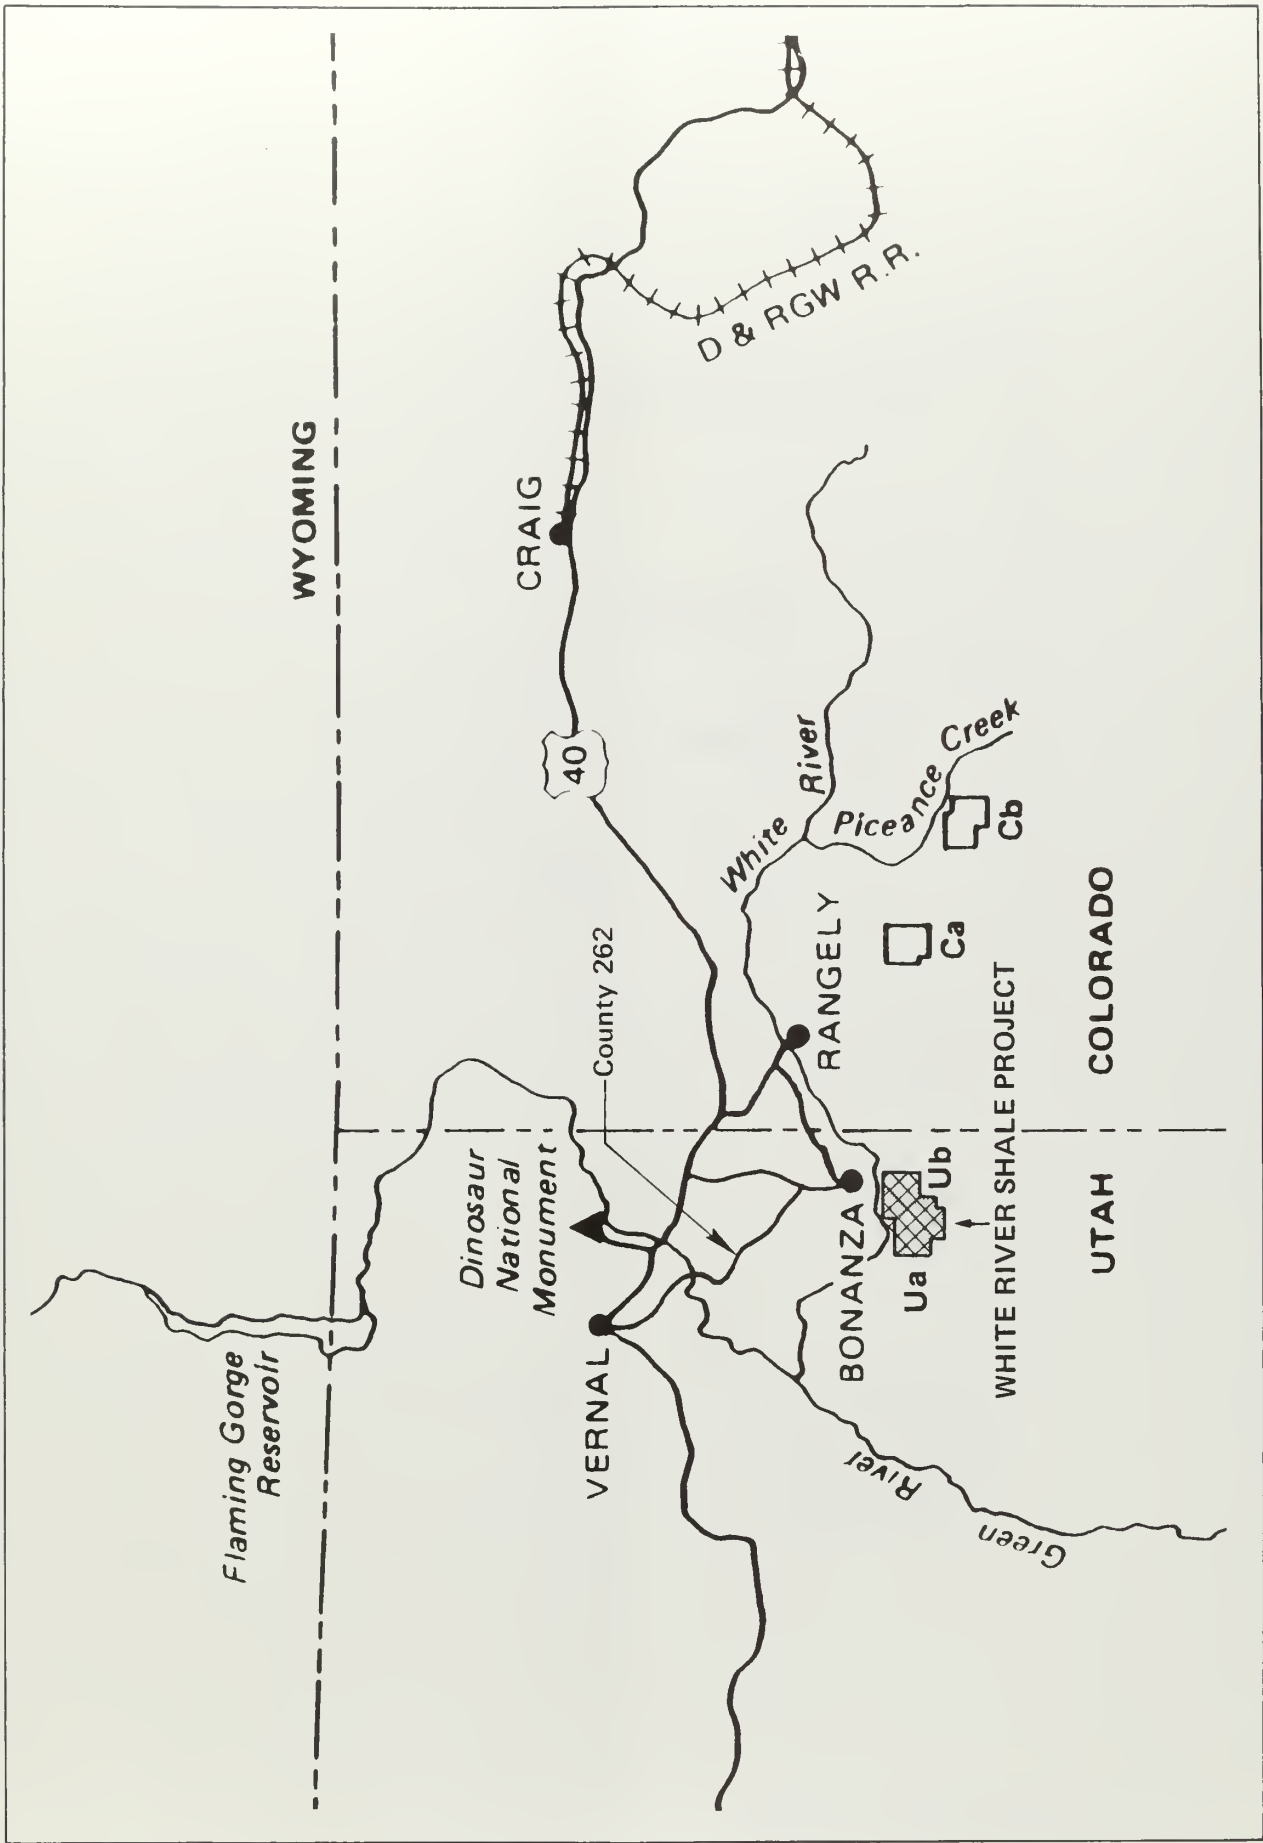 WYOMING
Flaming Gorge
Reservoir
Dinosaur
National
Monument
CRAIG
40
County 262
VERNAL
D & RGW R.R.
White River
Piceance Creek
RANGELY
BONANZA
Ca
Cb
Ua
Ub
Green River
WHITE RIVER SHALE PROJECT
UTAH
COLORADO